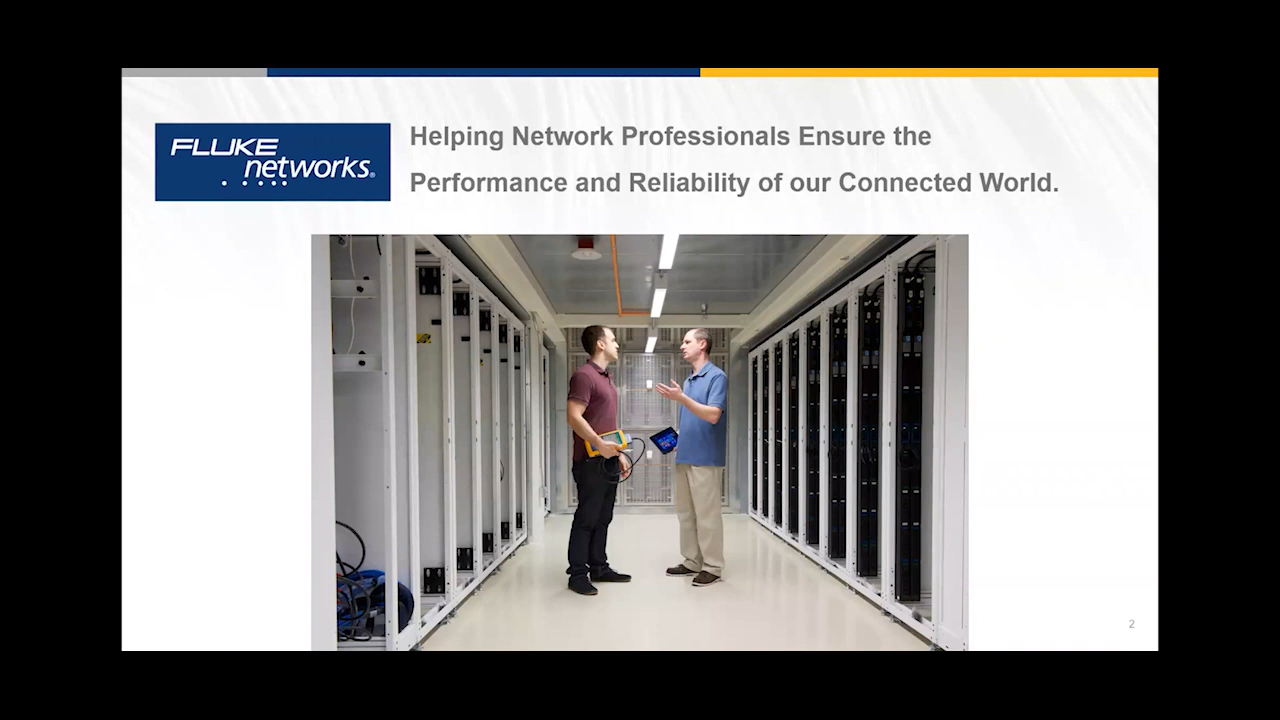 FLUKE
networks®
Helping Network Professionals Ensure the
Performance and Reliability of our Connected World.
2